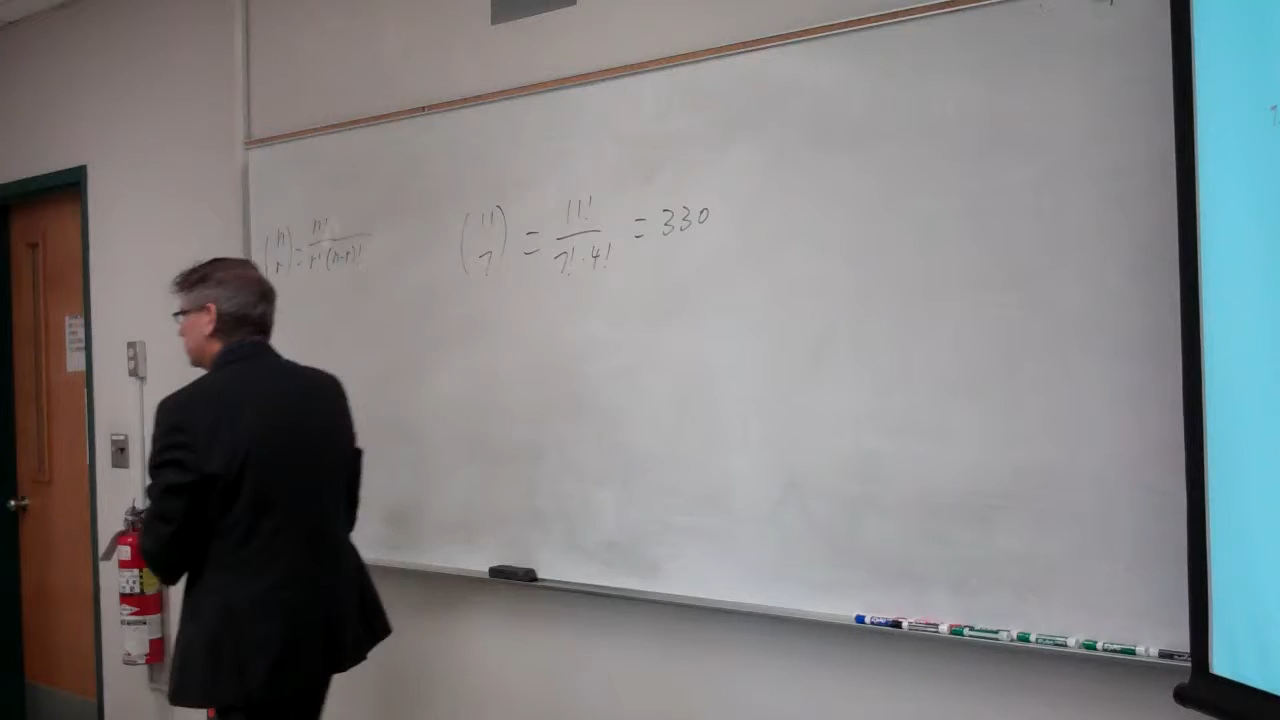 (n r) = n! / r!(n-r)!
(11 7) = 11! / 7!·4! = 330